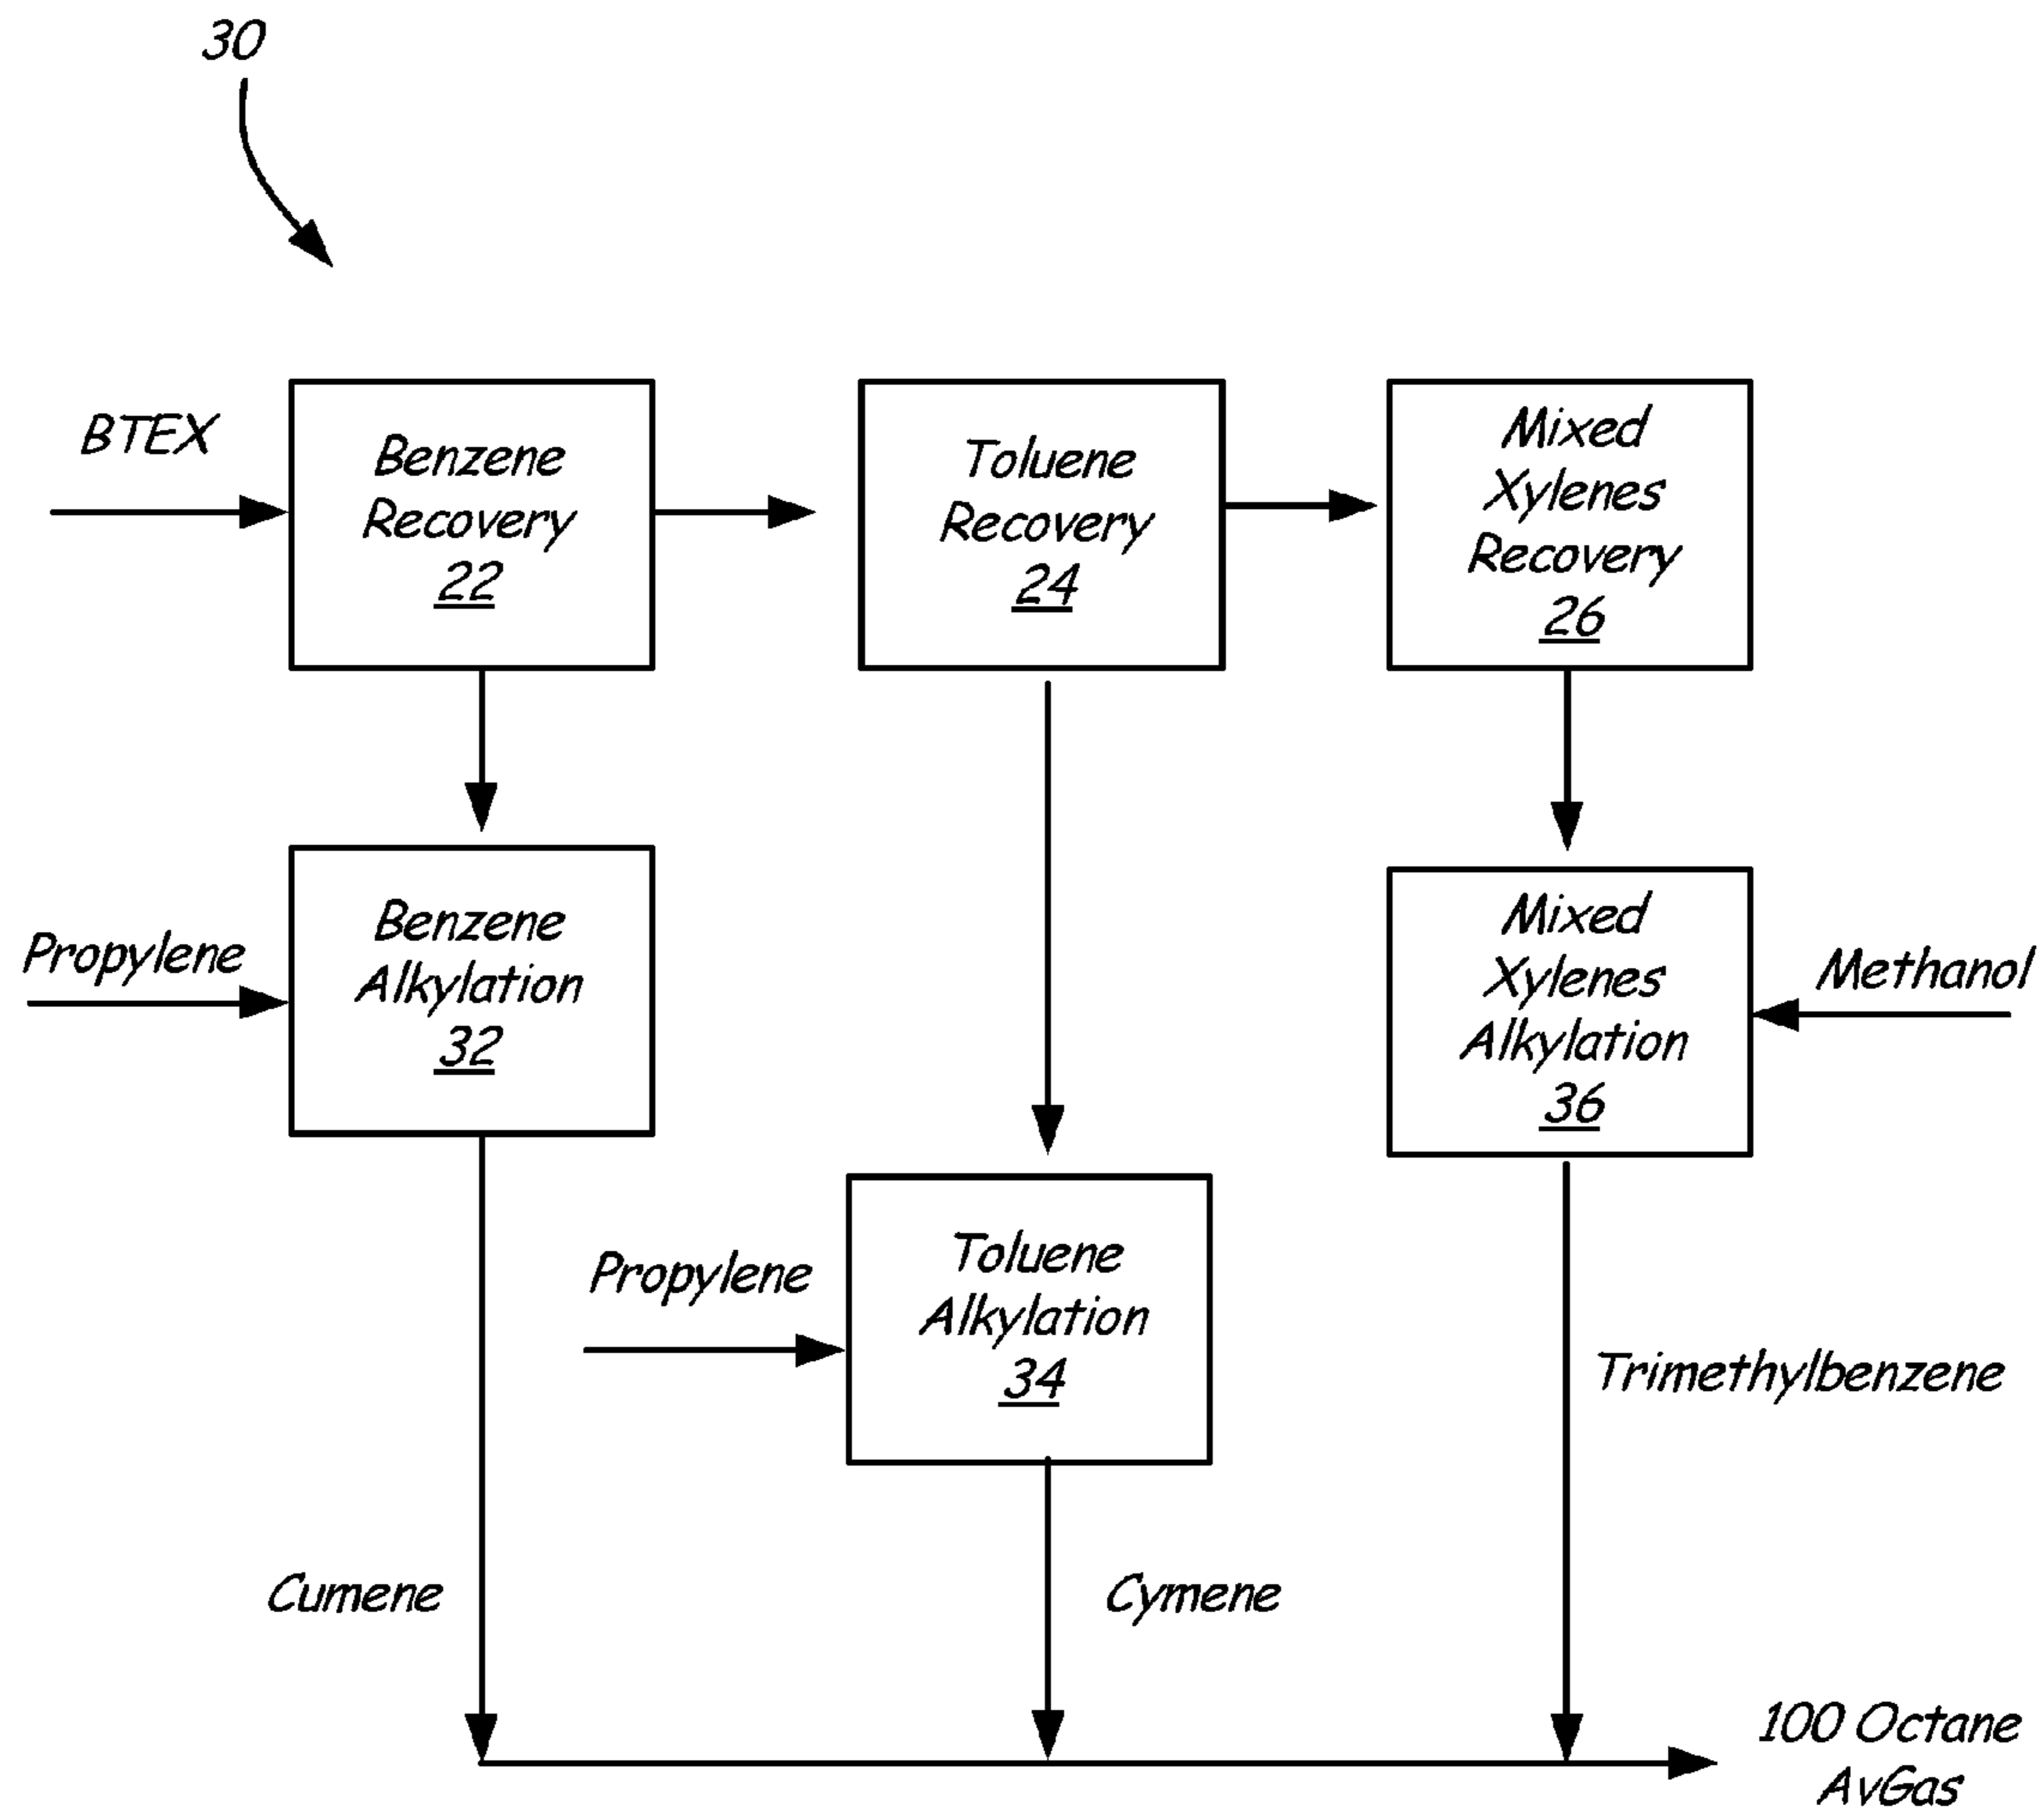 30
BTEX
Benzene
Recovery
22
Toluene
Recovery
24
Mixed
Xylenes
Recovery
26
Propylene
Benzene
Alkylation
32
Mixed
Xylenes
Alkylation
36
Methanol
Propylene
Toluene
Alkylation
34
Trimethylbenzene
Cumene
Cymene
100 Octane
AvGas